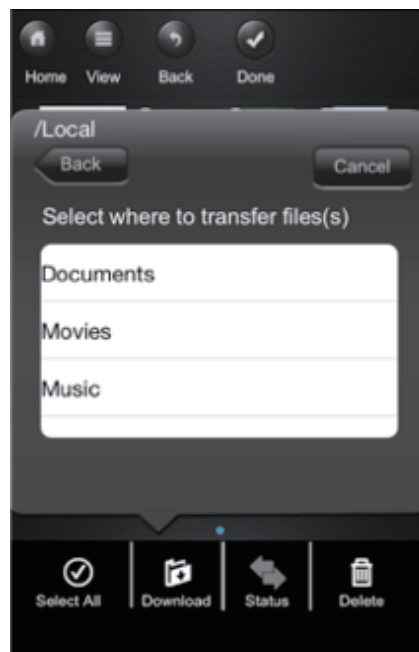 Home View Back Done
/Local
Back Cancel
Select where to transfer files(s)
Documents
Movies
Music
Select All Download Status Delete